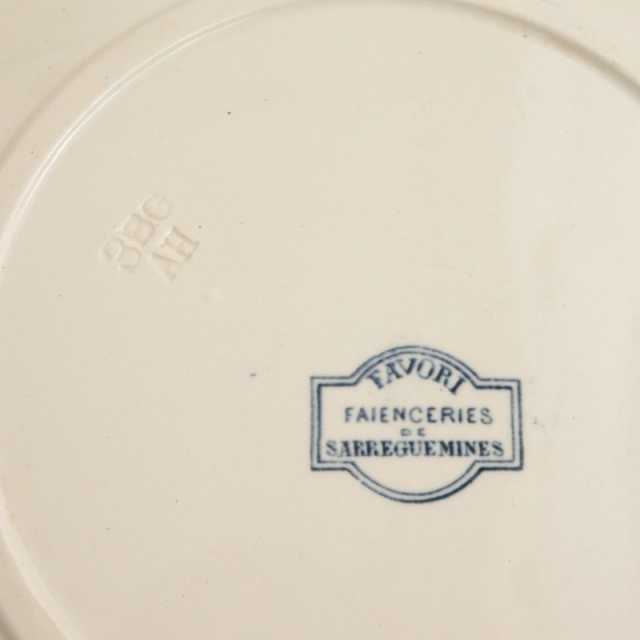 3BG
AH
FAVORI
FAIENCERIES
DE
SARREGUEMINES